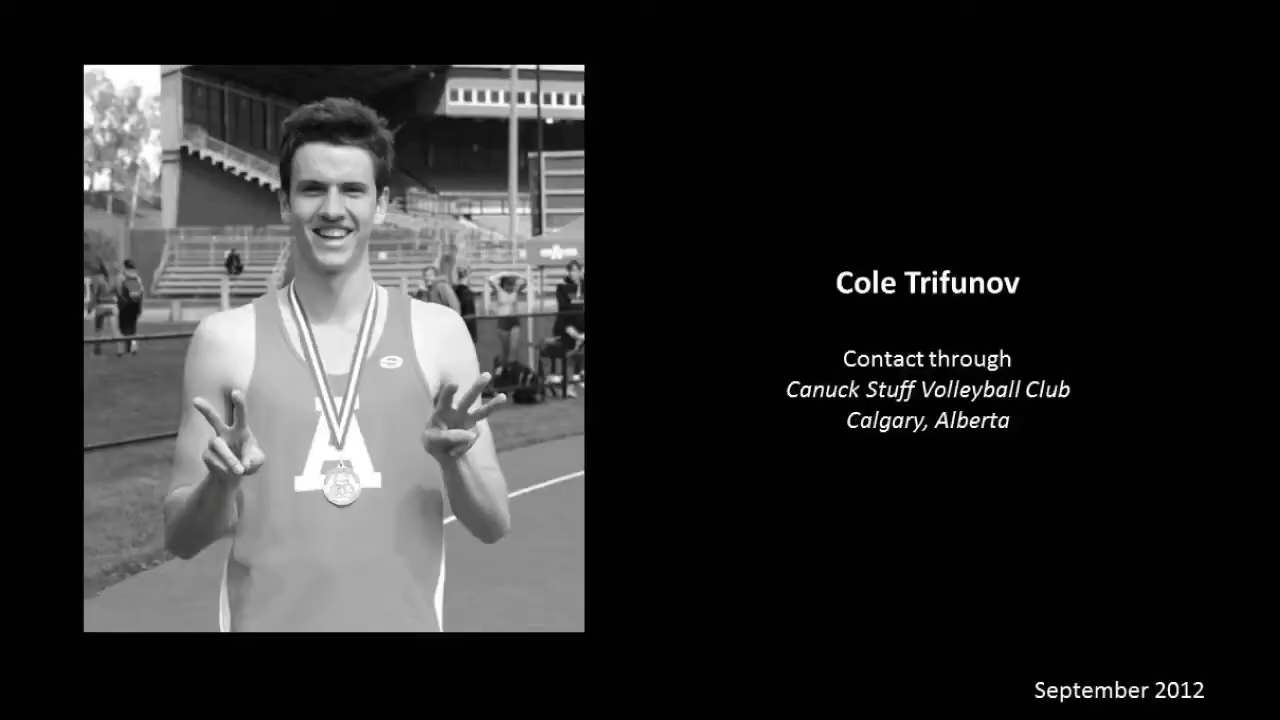 A
Cole Trifunov
Contact through
Canuck Stuff Volleyball Club
Calgary, Alberta
September 2012